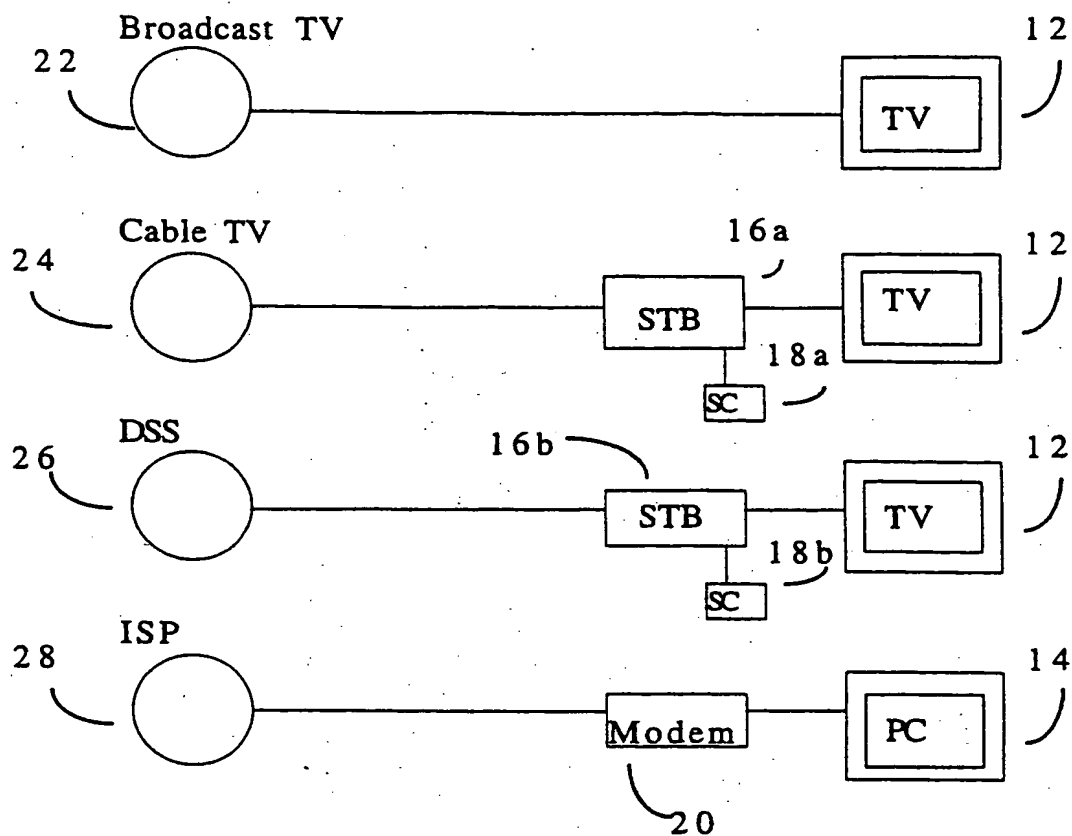 Broadcast TV
22
12
TV
Cable TV
24
16a
12
STB
TV
18a
SC
DSS
26
16b
12
STB
TV
18b
SC
ISP
28
14
Modem
PC
20